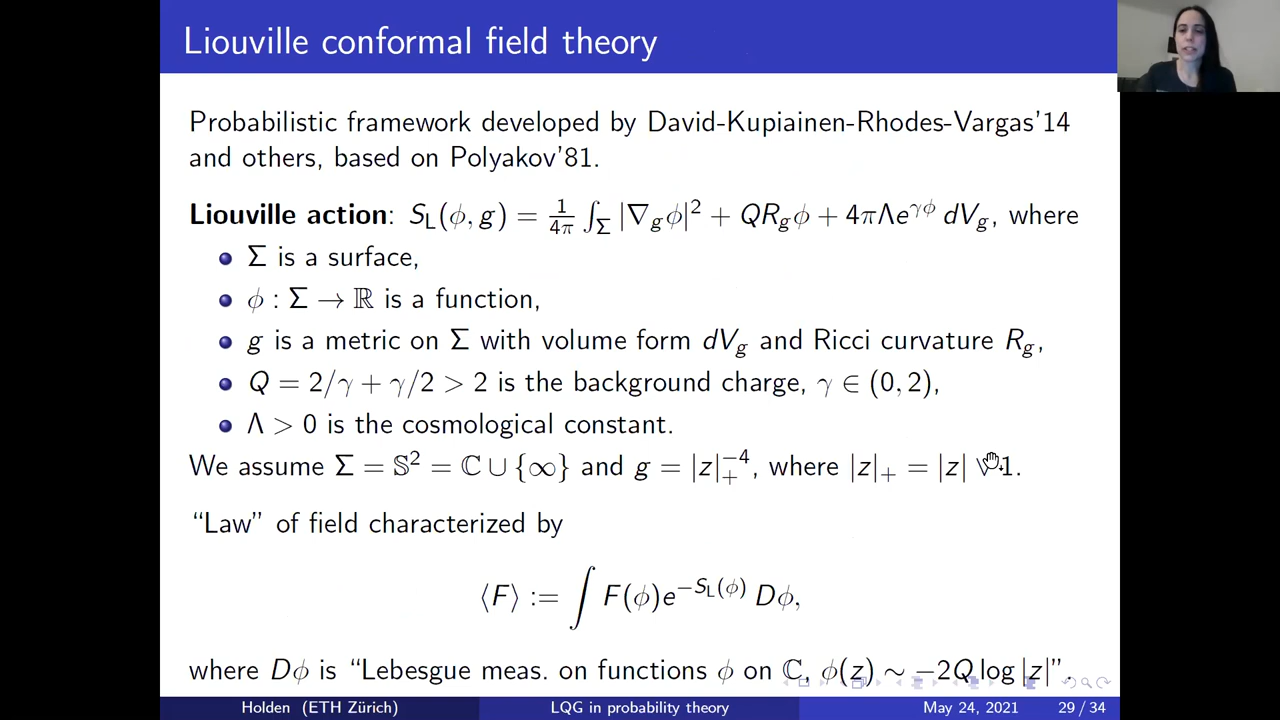 Liouville conformal field theory
Probabilistic framework developed by David-Kupiainen-Rhodes-Vargas'14
and others, based on Polyakov'81.
Liouville action: S_L(ϕ, g) = 1/4π ∫_Σ |∇_g ϕ|² + QR_g ϕ + 4πΛe^{γϕ} dV_g, where
Σ is a surface,
ϕ : Σ → ℝ is a function,
g is a metric on Σ with volume form dV_g and Ricci curvature R_g,
Q = 2/γ + γ/2 > 2 is the background charge, γ ∈ (0, 2),
Λ > 0 is the cosmological constant.
We assume Σ = 𝕊² = ℂ ∪ {∞} and g = |z|₊^{-4}, where |z|₊ = |z| ∨ 1.
“Law” of field characterized by
⟨F⟩ := ∫ F(ϕ)e^{-S_L(ϕ)} Dϕ,
where Dϕ is “Lebesgue meas. on functions ϕ on ℂ, ϕ(z) ∼ −2Q log |z|”.
Holden (ETH Zürich) LQG in probability theory May 24, 2021 29 / 34